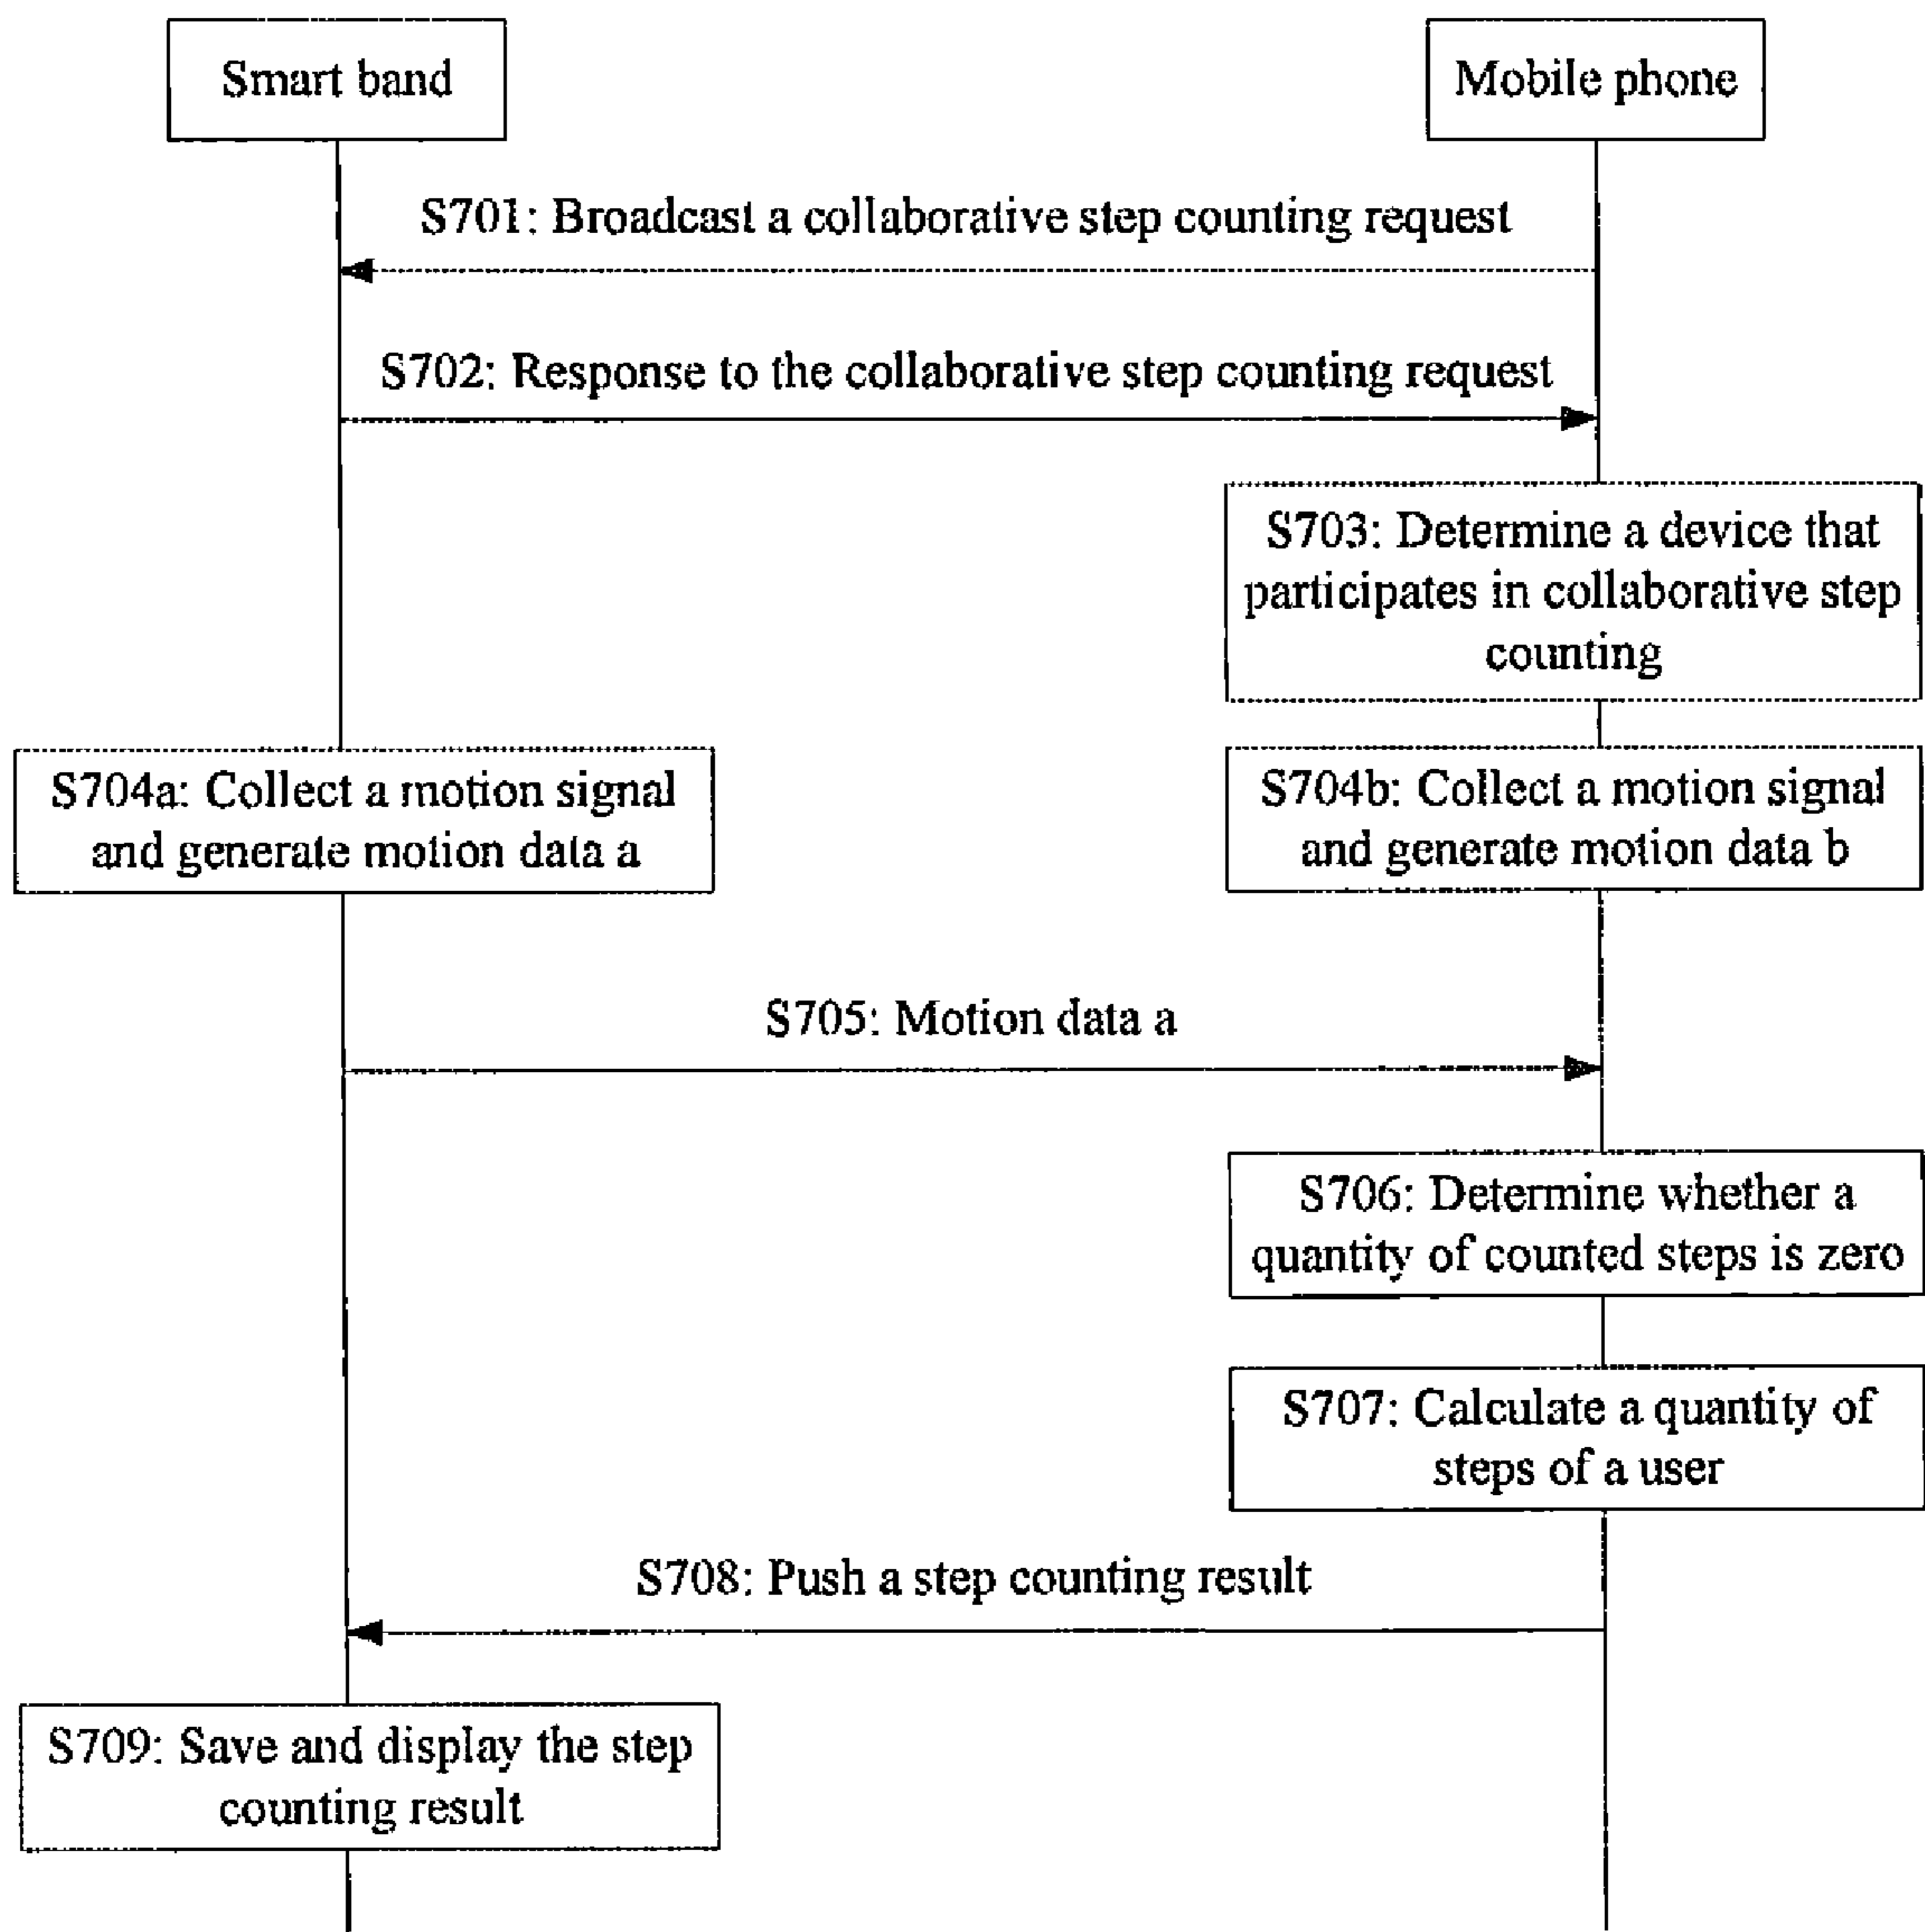 Smart band
Mobile phone
S701: Broadcast a collaborative step counting request
S702: Response to the collaborative step counting request
S703: Determine a device that
participates in collaborative step
counting
S704a: Collect a motion signal
and generate motion data a
S704b: Collect a motion signal
and generate motion data b
S705: Motion data a
S706: Determine whether a
quantity of counted steps is zero
S707: Calculate a quantity of
steps of a user
S708: Push a step counting result
S709: Save and display the step
counting result